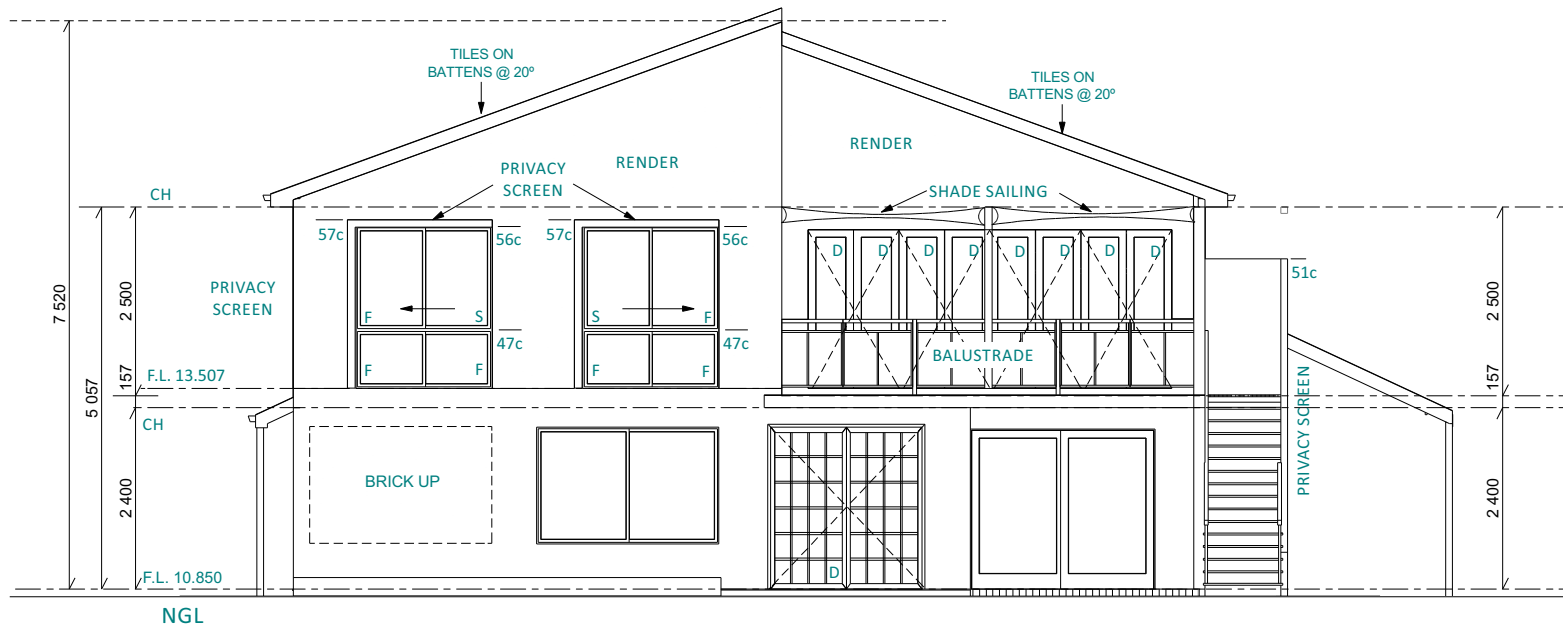 TILES ON
BATTENS @ 20º
TILES ON
BATTENS @ 20º
RENDER
RENDER
PRIVACY
SCREEN
SHADE SAILING
CH
57c
56c
57c
56c
D
D
D
D
D
D
D
D
51c
PRIVACY
SCREEN
7 520
2 500
2 500
F
S
S
F
47c
47c
F
F
F
F
BALUSTRADE
F.L. 13.507
157
157
5 057
CH
PRIVACY SCREEN
BRICK UP
2 400
2 400
D
F.L. 10.850
NGL